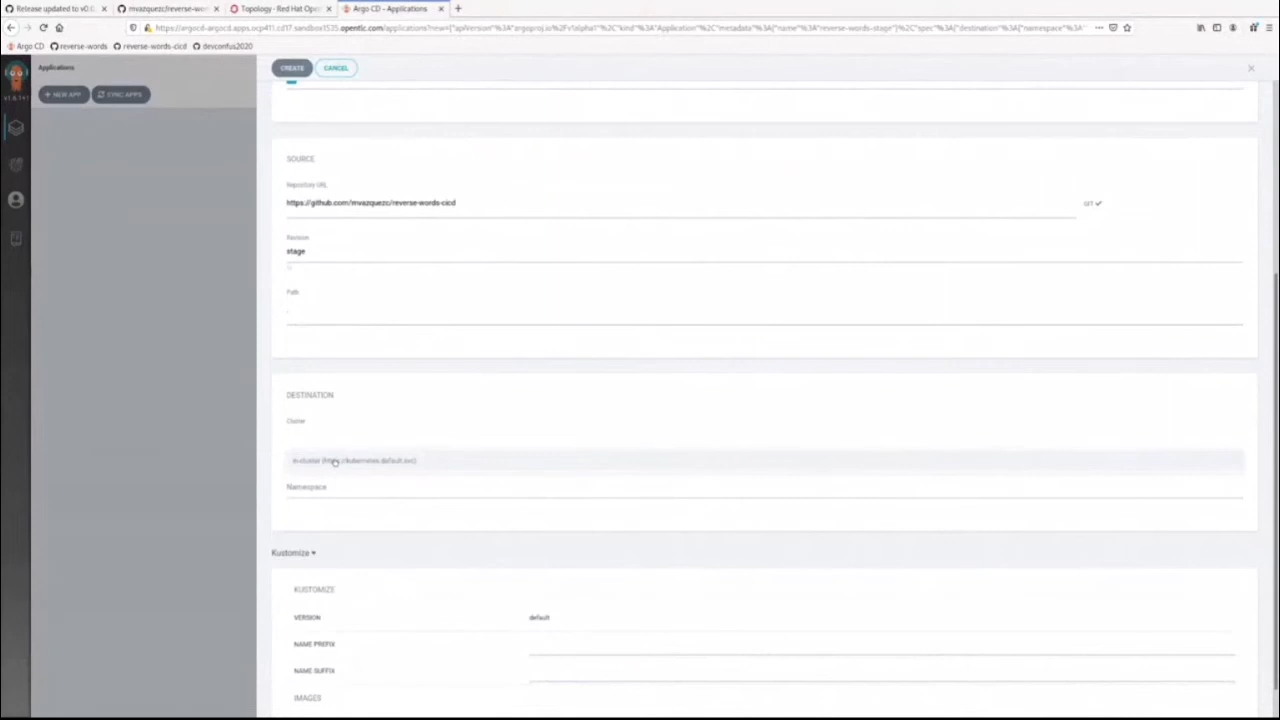 Release updated to v0.0.
mvazquezc/reverse-wor
Topology · Red Hat Open
Argo CD - Applications
Argo CD
reverse-words
reverse-words-cicd
devconfus2020
Applications
CREATE
CANCEL
+ NEW APP
SYNC APPS
SOURCE
Repository URL
https://github.com/mvazquezc/reverse-words-cicd
GIT
Revision
stage
Path
.
DESTINATION
Cluster
in-cluster (https://kubernetes.default.svc)
Namespace
Kustomize
KUSTOMIZE
VERSION
default
NAME PREFIX
NAME SUFFIX
IMAGES